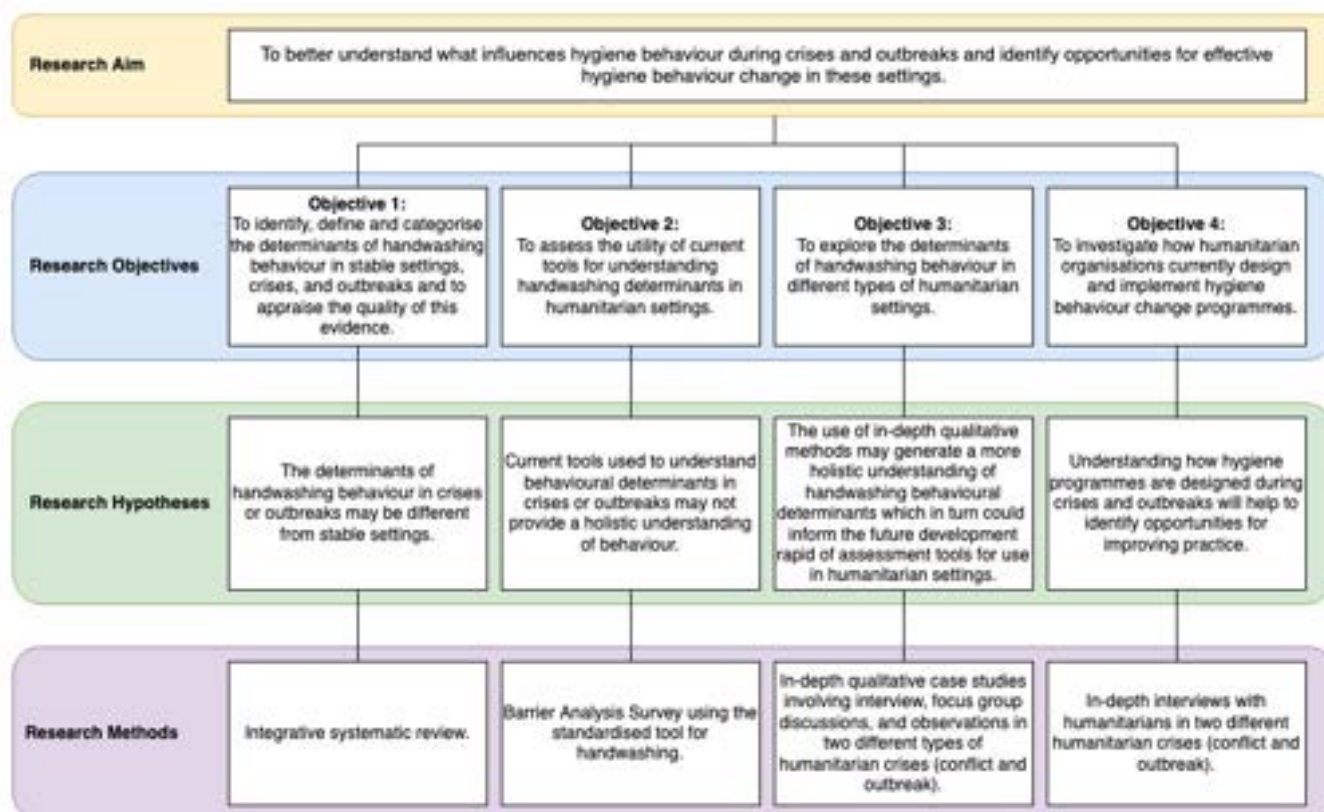 Research Aim
To better understand what influences hygiene behaviour during crises and outbreaks and identify opportunities for effective
hygiene behaviour change in these settings.
Research Objectives
Objective 1:
To identify, define and categorise
the determinants of handwashing
behaviour in stable settings,
crises, and outbreaks and to
appraise the quality of this
evidence.
Objective 2:
To assess the utility of current
tools for understanding
handwashing determinants in
humanitarian settings.
Objective 3:
To explore the determinants
of handwashing behaviour in
different types of humanitarian
settings.
Objective 4:
To investigate how humanitarian
organisations currently design
and implement hygiene
behaviour change programmes.
Research Hypotheses
The determinants of
handwashing behaviour in crises
or outbreaks may be different
from stable settings.
Current tools used to understand
behavioural determinants in
crises or outbreaks may not
provide a holistic understanding
of behaviour.
The use of in-depth qualitative
methods may generate a more
holistic understanding of
handwashing behavioural
determinants which in turn could
inform the future development
rapid of assessment tools for use
in humanitarian settings.
Understanding how hygiene
programmes are designed during
crises and outbreaks will help to
identify opportunities for
improving practice.
Research Methods
Integrative systematic review.
Barrier Analysis Survey using the
standardised tool for
handwashing.
In-depth qualitative case studies
involving interview, focus group
discussions, and observations in
two different types of
humanitarian crises (conflict and
outbreak).
In-depth interviews with
humanitarians in two different
humanitarian crises (conflict and
outbreak).